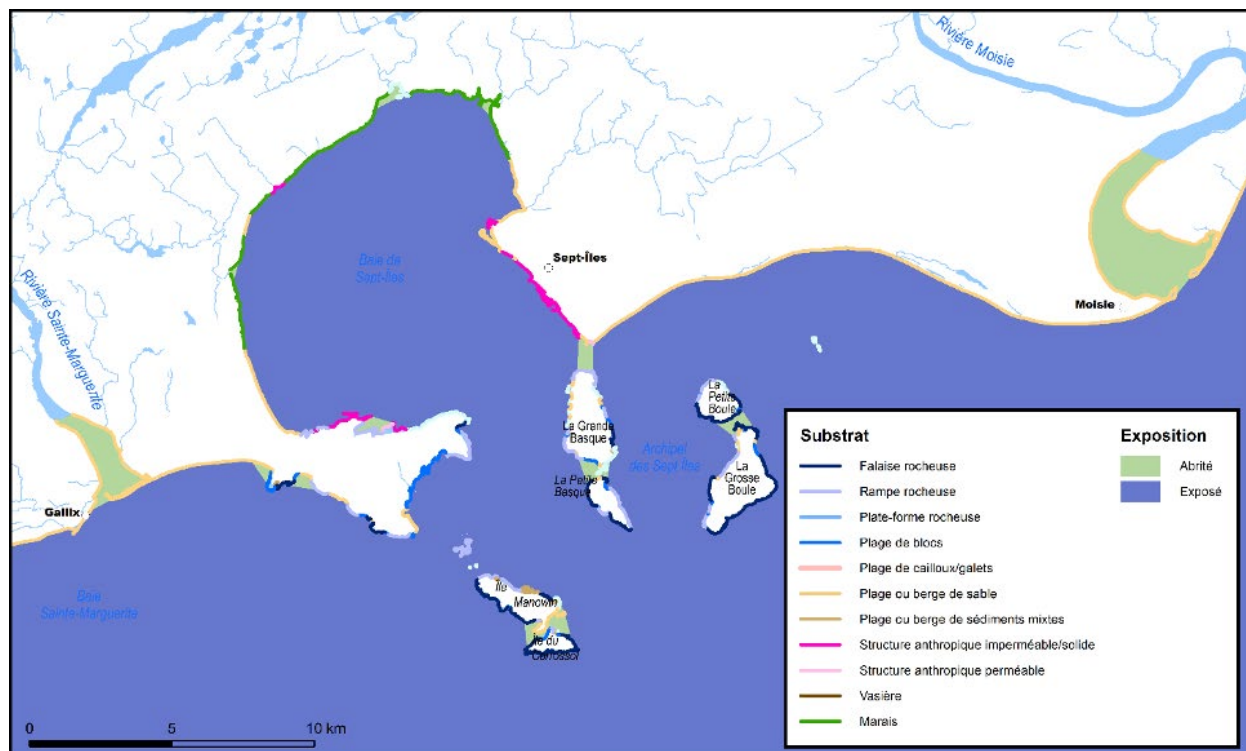 Rivière Moisie
Baie de
Sept-Îles
Sept-Îles
Rivière Sainte-Marguerite
Moisie
La
Petite
Boule
La Grande
Basque
Archipel
des Sept Îles
La
Grosse
Boule
La Petite
Basque
Gallix
Baie
Sainte-Marguerite
Île
Manowin
Île du
Corossol
0 5 10 km
Substrat
Falaise rocheuse
Rampe rocheuse
Plate-forme rocheuse
Plage de blocs
Plage de cailloux/galets
Plage ou berge de sable
Plage ou berge de sédiments mixtes
Structure anthropique imperméable/solide
Structure anthropique perméable
Vasière
Marais
Exposition
Abrité
Exposé